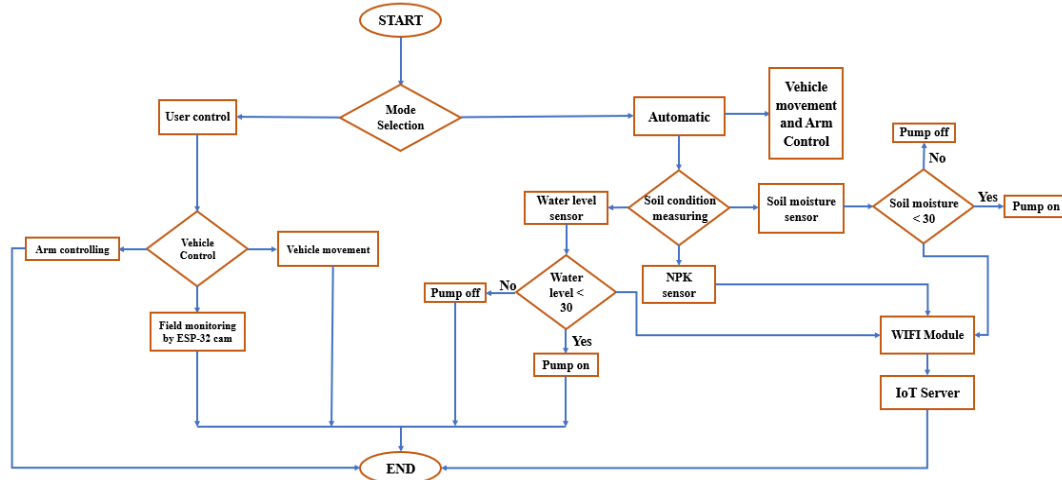 START
Mode
Selection
User control
Automatic
Vehicle
movement
and Arm
Control
Pump off
No
Water level
sensor
Soil condition
measuring
Soil moisture
sensor
Soil moisture
< 30
Yes
Pump on
Arm controlling
Vehicle
Control
Vehicle movement
Pump off
No
Water
level <
30
NPK
sensor
Field monitoring
by ESP-32 cam
Yes
Pump on
WIFI Module
IoT Server
END